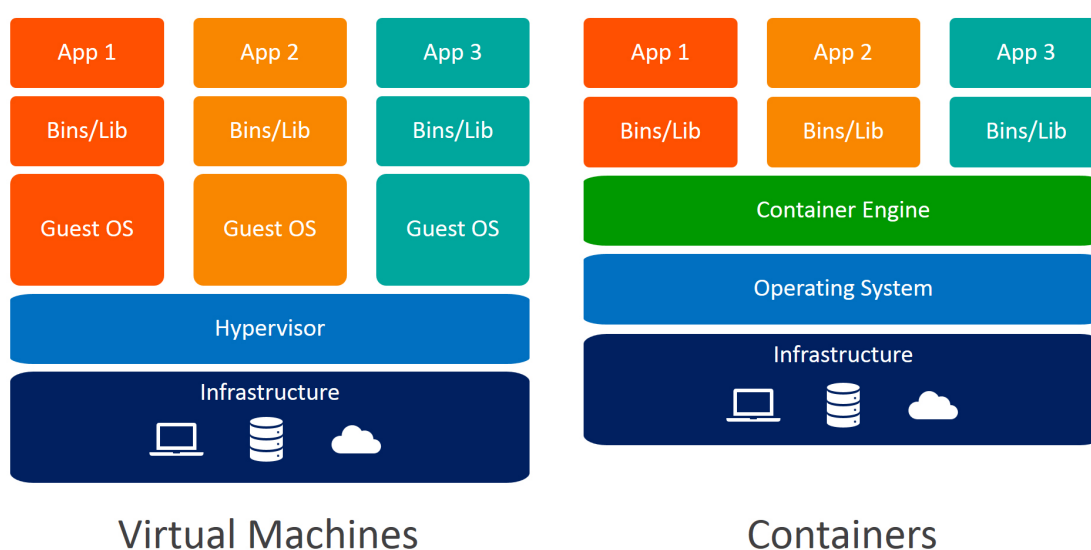 App 1
App 2
App 3
Bins/Lib
Bins/Lib
Bins/Lib
Guest OS
Guest OS
Guest OS
Hypervisor
Infrastructure
Virtual Machines
App 1
App 2
App 3
Bins/Lib
Bins/Lib
Bins/Lib
Container Engine
Operating System
Infrastructure
Containers